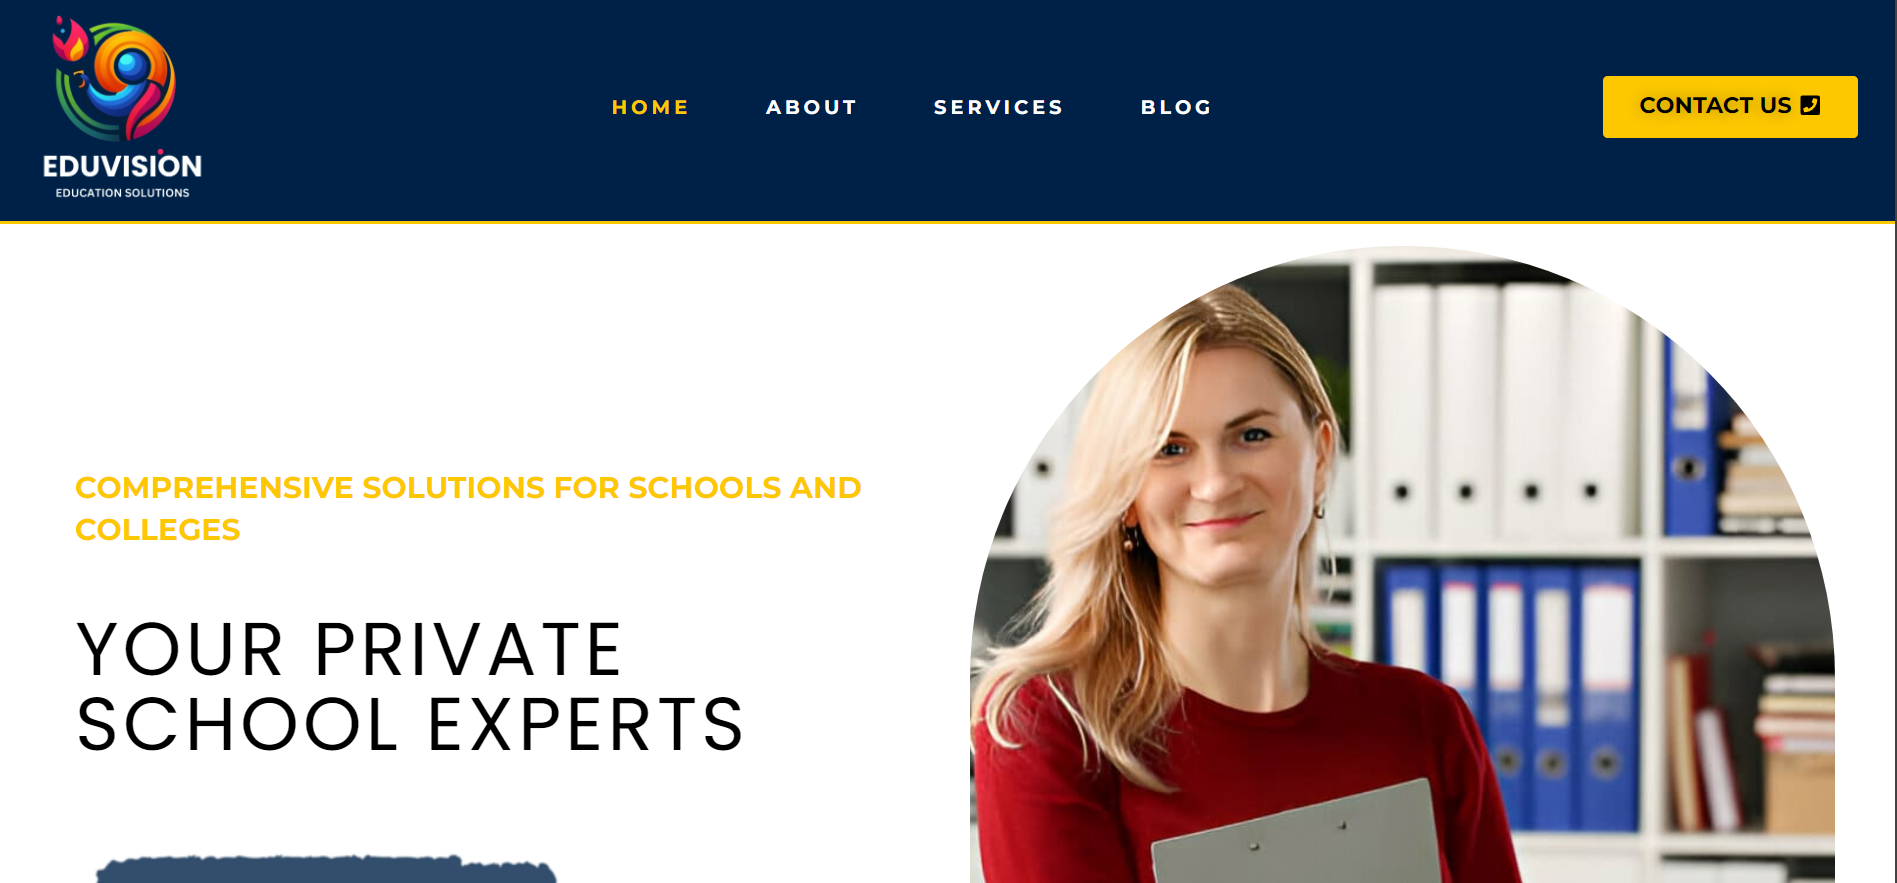 EDUVISION
EDUCATION SOLUTIONS
HOME
ABOUT
SERVICES
BLOG
CONTACT US
COMPREHENSIVE SOLUTIONS FOR SCHOOLS AND
COLLEGES
YOUR PRIVATE
SCHOOL EXPERTS